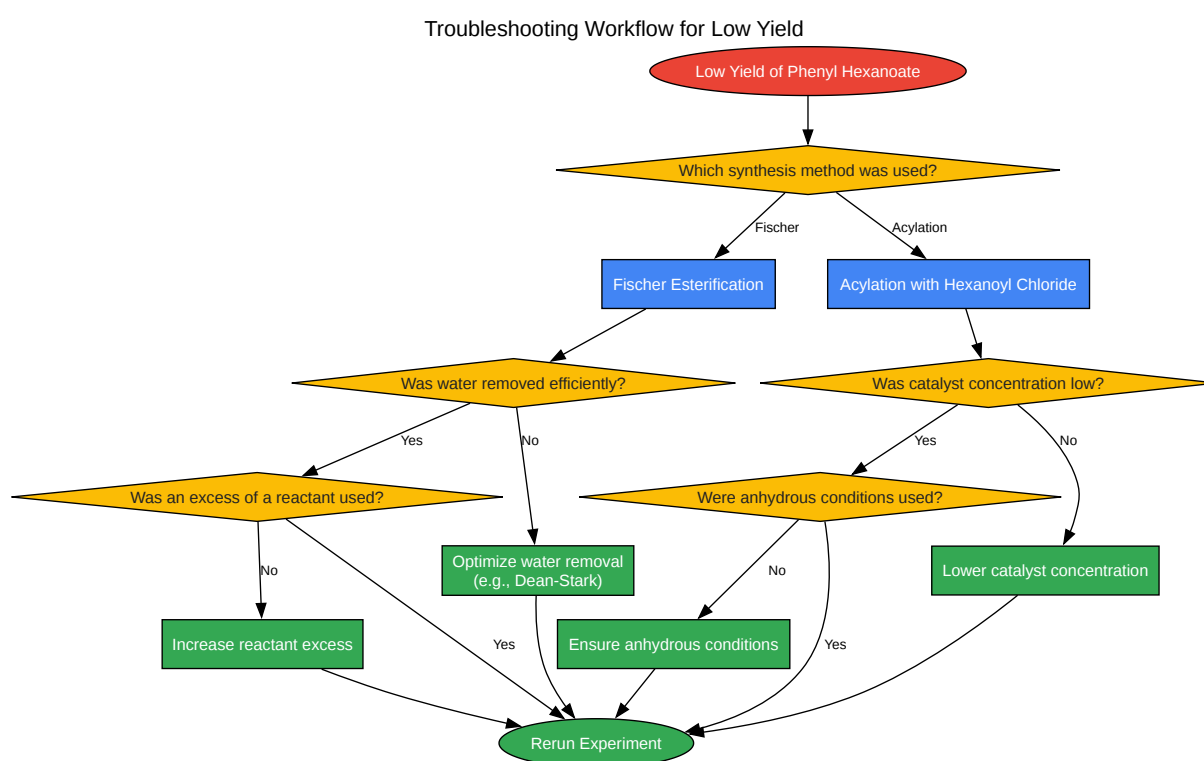 Troubleshooting Workflow for Low Yield
Low Yield of Phenyl Hexanoate
Which synthesis method was used?
Fischer
Acylation
Fischer Esterification
Acylation with Hexanoyl Chloride
Was water removed efficiently?
Was catalyst concentration low?
Yes
No
Yes
No
Was an excess of a reactant used?
Were anhydrous conditions used?
Optimize water removal
(e.g., Dean-Stark)
Lower catalyst concentration
No
No
Increase reactant excess
Yes
Ensure anhydrous conditions
Yes
Rerun Experiment